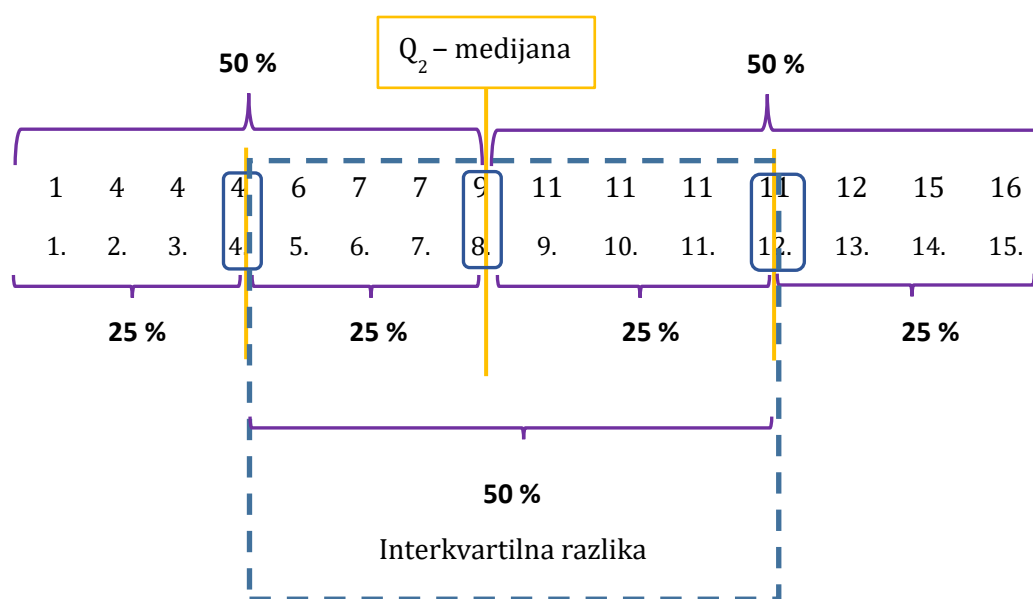 Q₂ – medijana
50 %
50 %
1 4 4 4 6 7 7 9 11 11 11 11 12 15 16
1. 2. 3. 4. 5. 6. 7. 8. 9. 10. 11. 12. 13. 14. 15.
25 % 25 % 25 % 25 %
50 %
Interkvartilna razlika